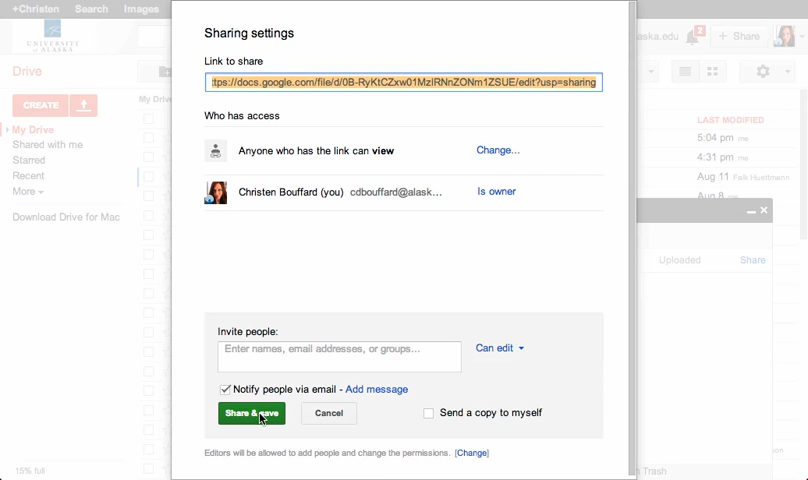 +Christen Search Images
UNIVERSITY
of ALASKA
ska.edu
+ Share
Drive
CREATE
My Drive
My Drive
Shared with me
Starred
Recent
More
Download Drive for Mac
15% full
Sharing settings
Link to share
ttps://docs.google.com/file/d/0B-RyKtCZxw01MzlRNnZONm1ZSUE/edit?usp=sharing
Who has access
Anyone who has the link can view Change...
Christen Bouffard (you) cdbouffard@alask... Is owner
Invite people:
Enter names, email addresses, or groups... Can edit
Notify people via email - Add message
Share & save Cancel Send a copy to myself
Editors will be allowed to add people and change the permissions. [Change]
LAST MODIFIED
5:04 pm me
4:31 pm me
Aug 11 Falk Huettmann
Aug 8
Uploaded Share
on
Trash